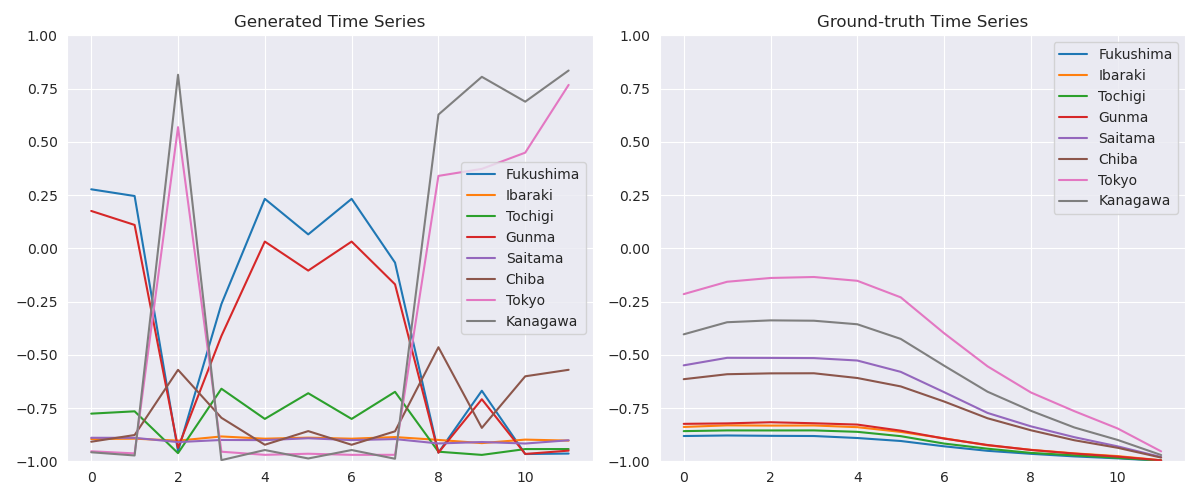 Generated Time Series
1.00
0.75
0.50
0.25
0.00
−0.25
−0.50
−0.75
−1.00
0 2 4 6 8 10
Fukushima
Ibaraki
Tochigi
Gunma
Saitama
Chiba
Tokyo
Kanagawa
Ground-truth Time Series
1.00
0.75
0.50
0.25
0.00
−0.25
−0.50
−0.75
−1.00
0 2 4 6 8 10
Fukushima
Ibaraki
Tochigi
Gunma
Saitama
Chiba
Tokyo
Kanagawa